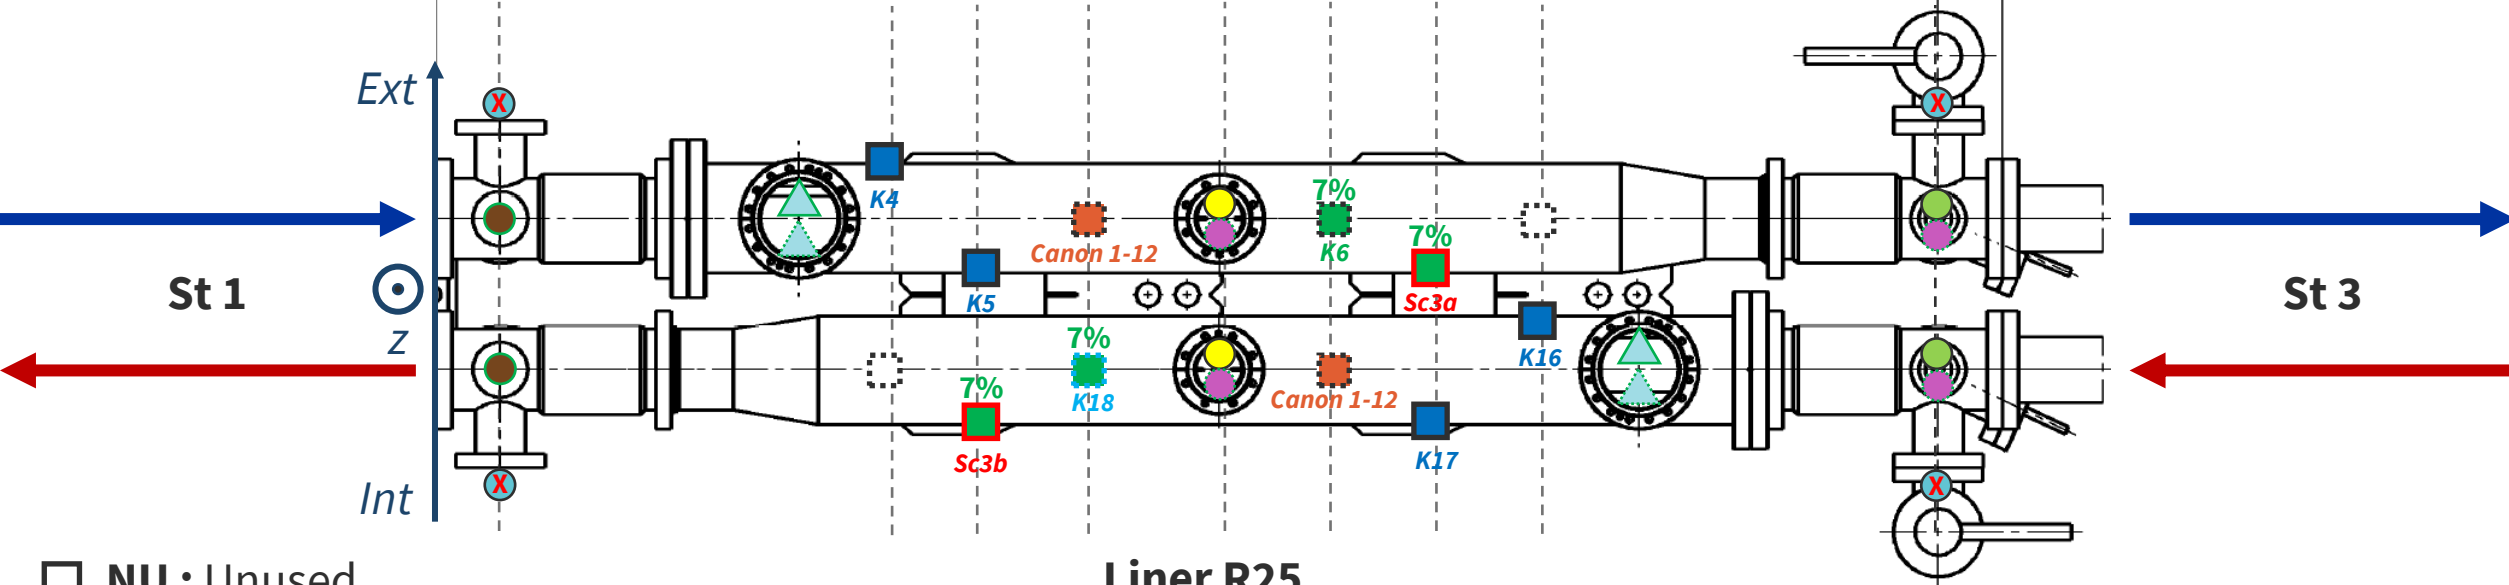 Ext
X
X
K4
7%
Canon 1-12
K6
7%
St 1
K5
Sc3a
St 3
z
7%
K16
7%
K18
Canon 1-12
Sc3b
K17
Int
X
X
NU : Unused
Liner R25